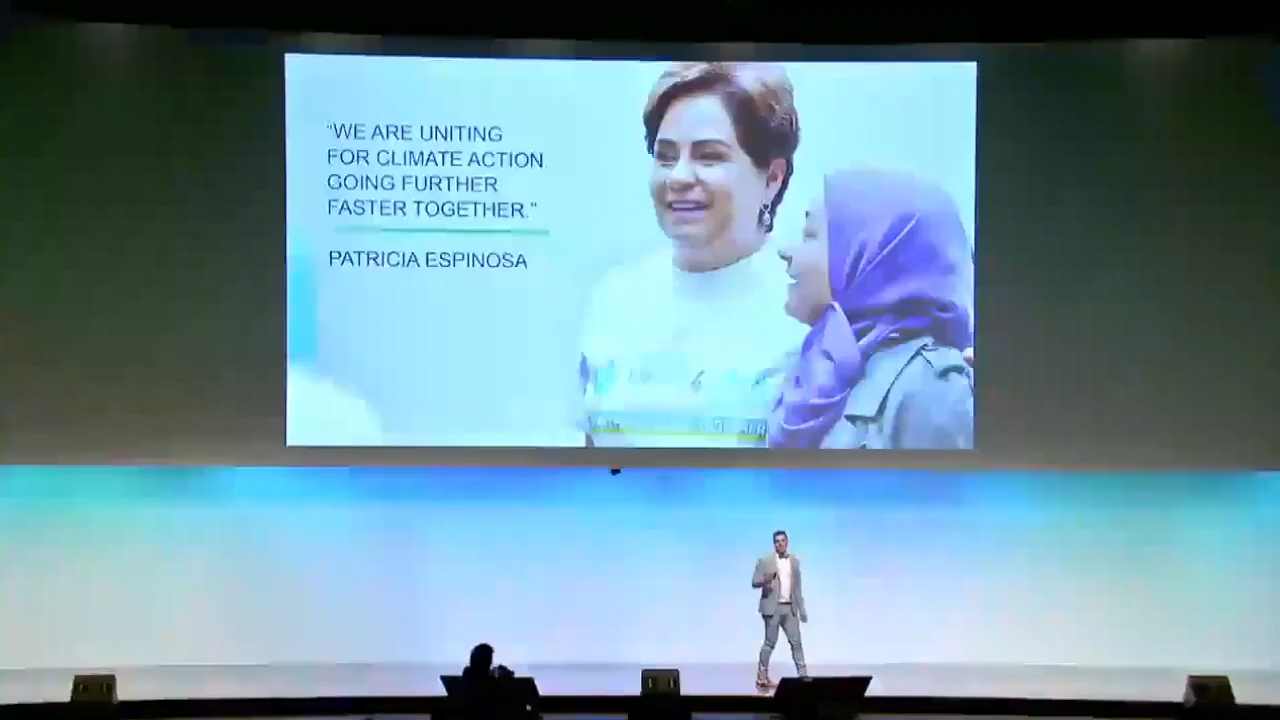 "WE ARE UNITING
FOR CLIMATE ACTION
GOING FURTHER
FASTER TOGETHER."
PATRICIA ESPINOSA